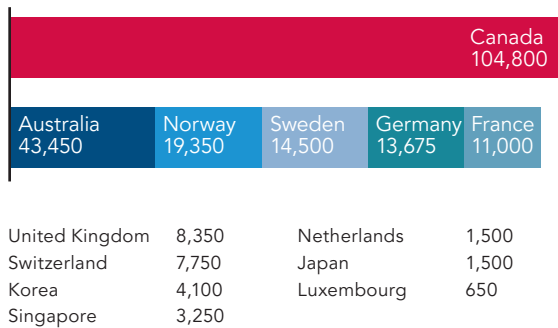 Canada
104,800
Australia
43,450
Norway
19,350
Sweden
14,500
Germany
13,675
France
11,000
United Kingdom 8,350
Switzerland 7,750
Korea 4,100
Singapore 3,250
Netherlands 1,500
Japan 1,500
Luxembourg 650